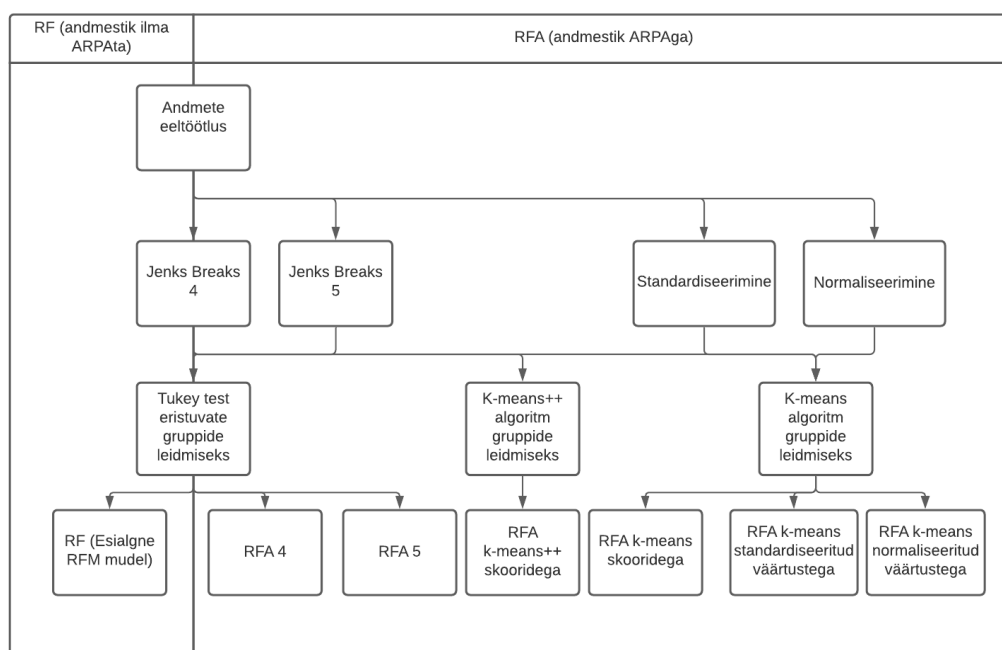 RF (andmestik ilma
ARPAta)
RFA (andmestik ARPAga)
Andmete
eeltöötlus
Jenks Breaks
4
Jenks Breaks
5
Standardiseerimine
Normaliseerimine
Tukey test
eristuvate
gruppide
leidmiseks
K-means++
algoritm
gruppide
leidmiseks
K-means
algoritm
gruppide
leidmiseks
RF (Esialgne
RFM mudel)
RFA 4
RFA 5
RFA
k-means++
skooridega
RFA k-means
skooridega
RFA k-means
standardiseeritud
väärtustega
RFA k-means
normaliseeritud
väärtustega